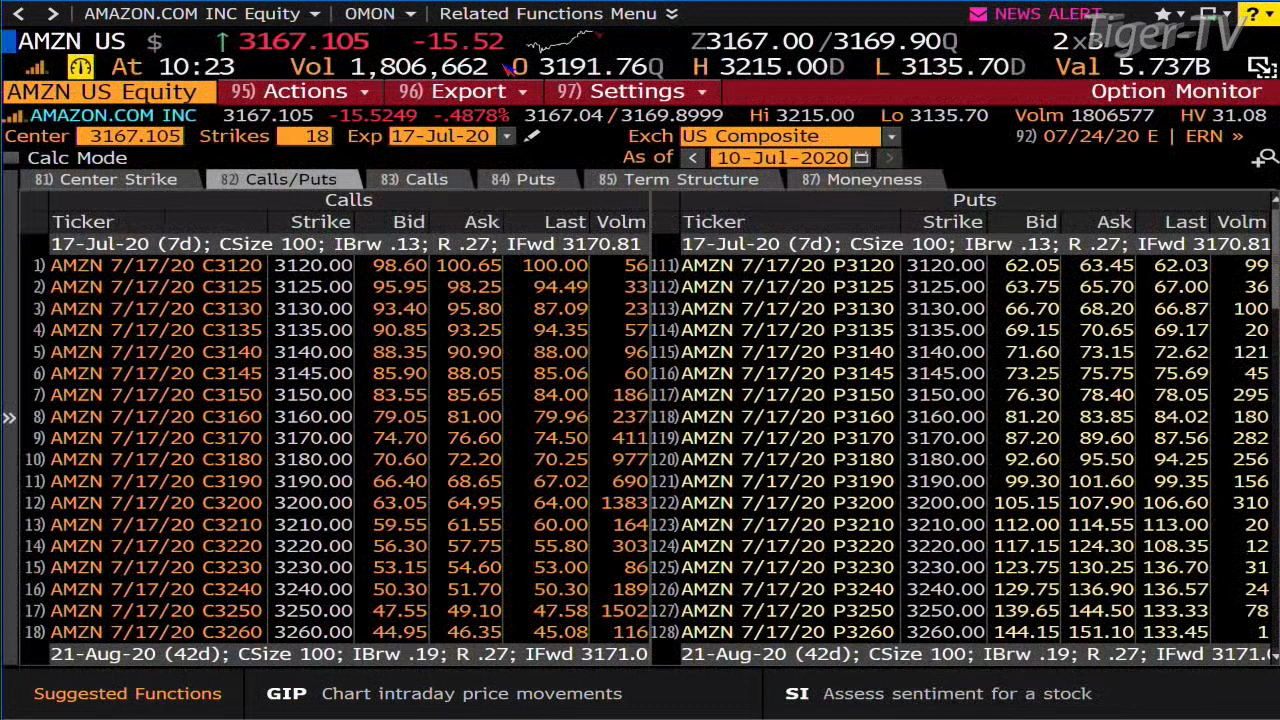 < > AMAZON.COM INC Equity OMON Related Functions Menu NEWS ALERT ?
Tiger-TV
AMZN US $ ↑ 3167.105 -15.52 Z3167.00 /3169.90Q 2 x3
At 10:23 Vol 1,806,662 O 3191.76Q H 3215.00D L 3135.70D Val 5.737B
AMZN US Equity 95) Actions 96) Export 97) Settings Option Monitor
AMAZON.COM INC 3167.105 -15.5249 -.4878% 3167.04 / 3169.8999 Hi 3215.00 Lo 3135.70 Volm 1806577 HV 31.08
Center 3167.105 Strikes 18 Exp 17-Jul-20 Exch US Composite 92) 07/24/20 E | ERN »
Calc Mode As of < 10-Jul-2020 >
81) Center Strike 82) Calls/Puts 83) Calls 84) Puts 85) Term Structure 87) Moneyness
Calls Puts
Ticker Strike Bid Ask Last Volm Ticker Strike Bid Ask Last Volm
17-Jul-20 (7d); CSize 100; IBrw .13; R .27; IFwd 3170.81 17-Jul-20 (7d); CSize 100; IBrw .13; R .27; IFwd 3170.81
1) AMZN 7/17/20 C3120 3120.00 98.60 100.65 100.00 56 111) AMZN 7/17/20 P3120 3120.00 62.05 63.45 62.03 99
2) AMZN 7/17/20 C3125 3125.00 95.95 98.25 94.49 33 112) AMZN 7/17/20 P3125 3125.00 63.75 65.70 67.00 36
3) AMZN 7/17/20 C3130 3130.00 93.40 95.80 87.09 23 113) AMZN 7/17/20 P3130 3130.00 66.70 68.20 66.87 100
4) AMZN 7/17/20 C3135 3135.00 90.85 93.25 94.35 57 114) AMZN 7/17/20 P3135 3135.00 69.15 70.65 69.17 20
5) AMZN 7/17/20 C3140 3140.00 88.35 90.90 88.00 96 115) AMZN 7/17/20 P3140 3140.00 71.60 73.15 72.62 121
6) AMZN 7/17/20 C3145 3145.00 85.90 88.05 85.06 60 116) AMZN 7/17/20 P3145 3145.00 73.25 75.75 75.69 45
7) AMZN 7/17/20 C3150 3150.00 83.55 85.65 84.00 186 117) AMZN 7/17/20 P3150 3150.00 76.30 78.40 78.05 295
8) AMZN 7/17/20 C3160 3160.00 79.05 81.00 79.96 237 118) AMZN 7/17/20 P3160 3160.00 81.20 83.85 84.02 180
9) AMZN 7/17/20 C3170 3170.00 74.70 76.60 74.50 411 119) AMZN 7/17/20 P3170 3170.00 87.20 89.60 87.56 282
10) AMZN 7/17/20 C3180 3180.00 70.60 72.20 70.25 977 120) AMZN 7/17/20 P3180 3180.00 92.60 95.50 94.25 256
11) AMZN 7/17/20 C3190 3190.00 66.40 68.65 67.02 690 121) AMZN 7/17/20 P3190 3190.00 99.30 101.60 99.35 156
12) AMZN 7/17/20 C3200 3200.00 63.05 64.95 64.00 1383 122) AMZN 7/17/20 P3200 3200.00 105.15 107.90 106.60 310
13) AMZN 7/17/20 C3210 3210.00 59.55 61.55 60.00 164 123) AMZN 7/17/20 P3210 3210.00 112.00 114.55 113.00 20
14) AMZN 7/17/20 C3220 3220.00 56.30 57.75 55.80 303 124) AMZN 7/17/20 P3220 3220.00 117.15 124.30 108.35 12
15) AMZN 7/17/20 C3230 3230.00 53.15 54.60 53.00 86 125) AMZN 7/17/20 P3230 3230.00 123.75 130.25 136.70 31
16) AMZN 7/17/20 C3240 3240.00 50.30 51.70 50.30 189 126) AMZN 7/17/20 P3240 3240.00 129.75 136.90 136.57 24
17) AMZN 7/17/20 C3250 3250.00 47.55 49.10 47.58 1502 127) AMZN 7/17/20 P3250 3250.00 139.65 144.50 133.33 78
18) AMZN 7/17/20 C3260 3260.00 44.95 46.35 45.08 116 128) AMZN 7/17/20 P3260 3260.00 144.15 151.10 133.45 1
21-Aug-20 (42d); CSize 100; IBrw .19; R .27; IFwd 3171.0 21-Aug-20 (42d); CSize 100; IBrw .19; R .27; IFwd 3171.0
Suggested Functions GIP Chart intraday price movements SI Assess sentiment for a stock